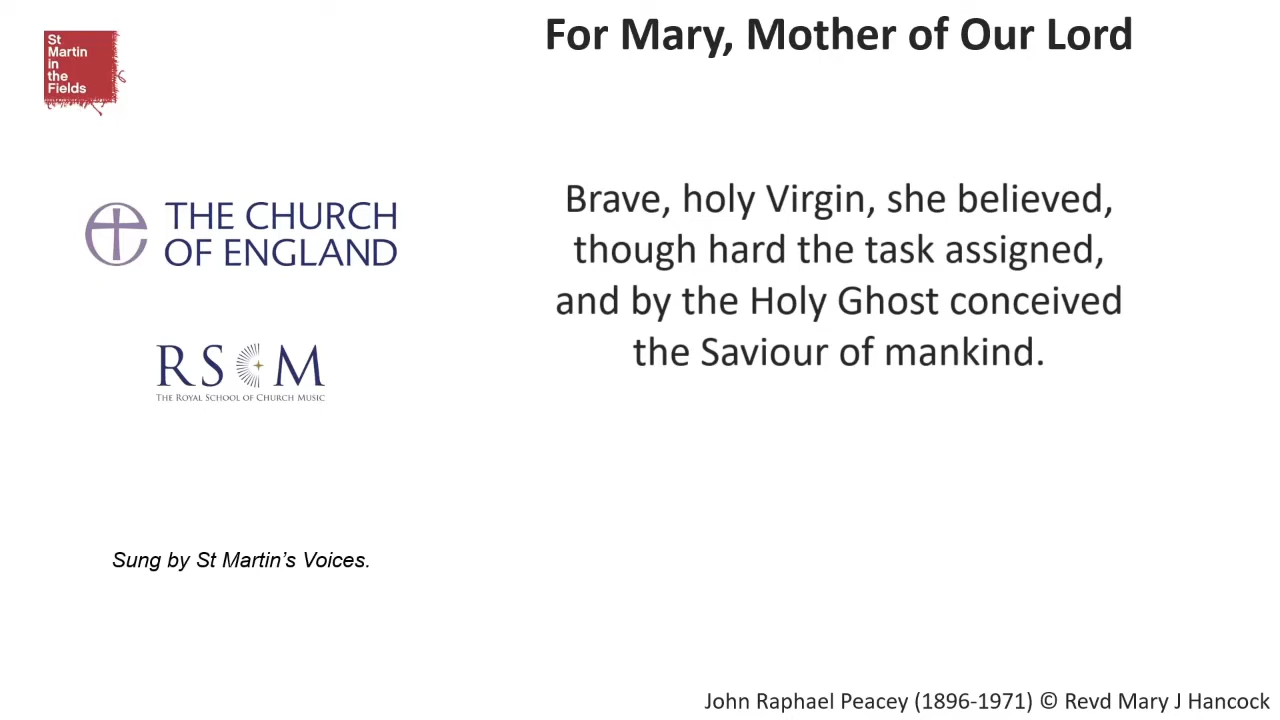 For Mary, Mother of Our Lord
St
Martin
in
the
Fields
THE CHURCH
OF ENGLAND
RSCM
THE ROYAL SCHOOL OF CHURCH MUSIC
Brave, holy Virgin, she believed,
though hard the task assigned,
and by the Holy Ghost conceived
the Saviour of mankind.
Sung by St Martin’s Voices.
John Raphael Peacey (1896-1971) © Revd Mary J Hancock